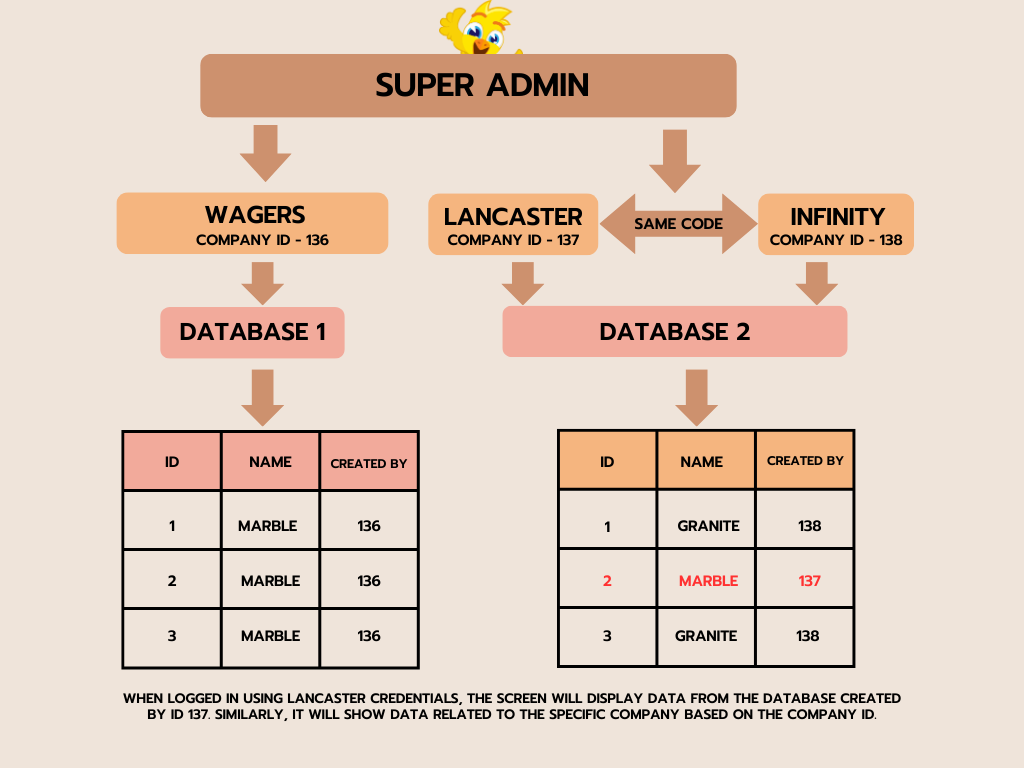 SUPER ADMIN
WAGERS
COMPANY ID - 136
LANCASTER
COMPANY ID - 137
SAME CODE
INFINITY
COMPANY ID - 138
DATABASE 1
DATABASE 2
ID NAME CREATED BY
1 MARBLE 136
2 MARBLE 136
3 MARBLE 136
ID NAME CREATED BY
1 GRANITE 138
2 MARBLE 137
3 GRANITE 138
WHEN LOGGED IN USING LANCASTER CREDENTIALS, THE SCREEN WILL DISPLAY DATA FROM THE DATABASE CREATED
BY ID 137. SIMILARLY, IT WILL SHOW DATA RELATED TO THE SPECIFIC COMPANY BASED ON THE COMPANY ID.